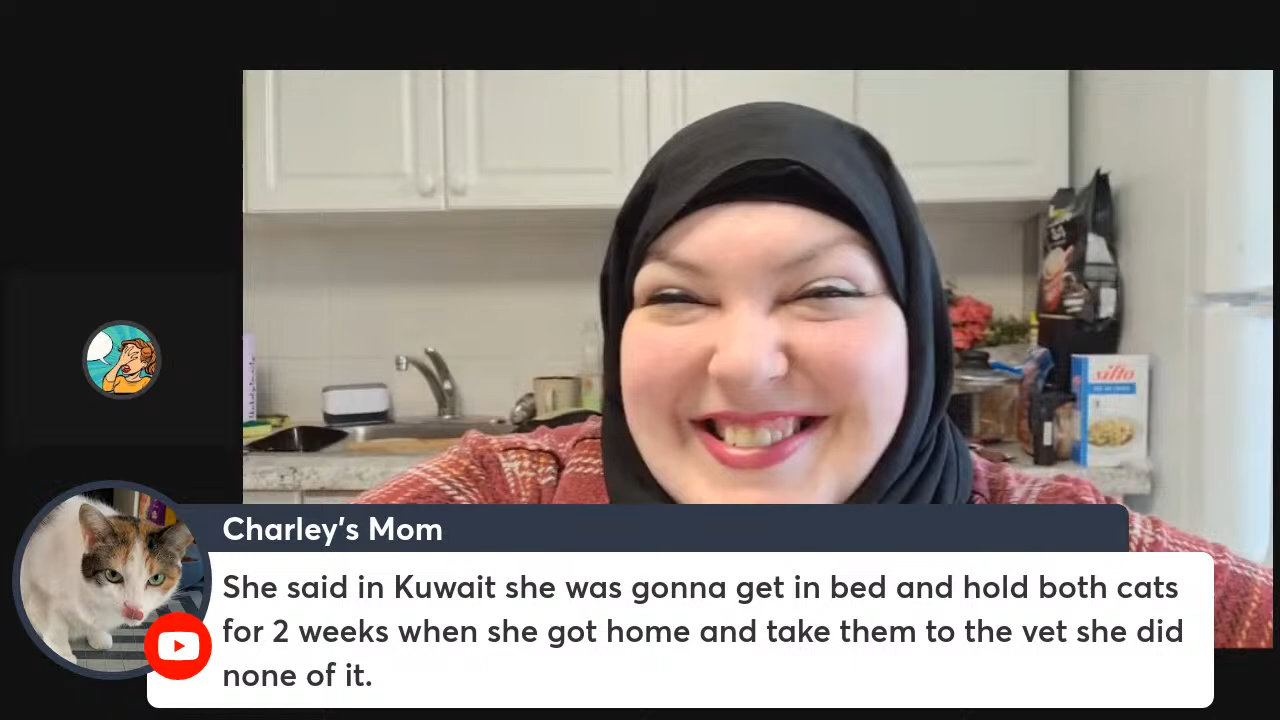 sifto
Charley's Mom
She said in Kuwait she was gonna get in bed and hold both cats
for 2 weeks when she got home and take them to the vet she did
none of it.